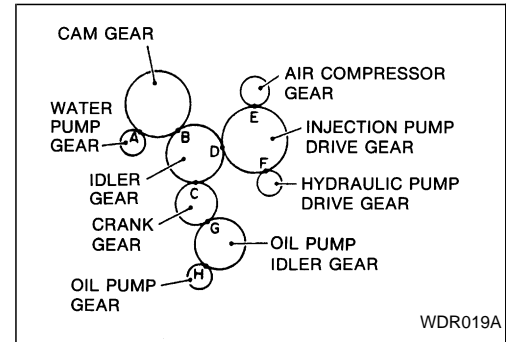 CAM GEAR
AIR COMPRESSOR
GEAR
WATER
PUMP
GEAR
A
B
E
INJECTION PUMP
DRIVE GEAR
D
F
IDLER
GEAR
HYDRAULIC PUMP
DRIVE GEAR
C
CRANK
GEAR
G
OIL PUMP
IDLER GEAR
H
OIL PUMP
GEAR
WDR019A